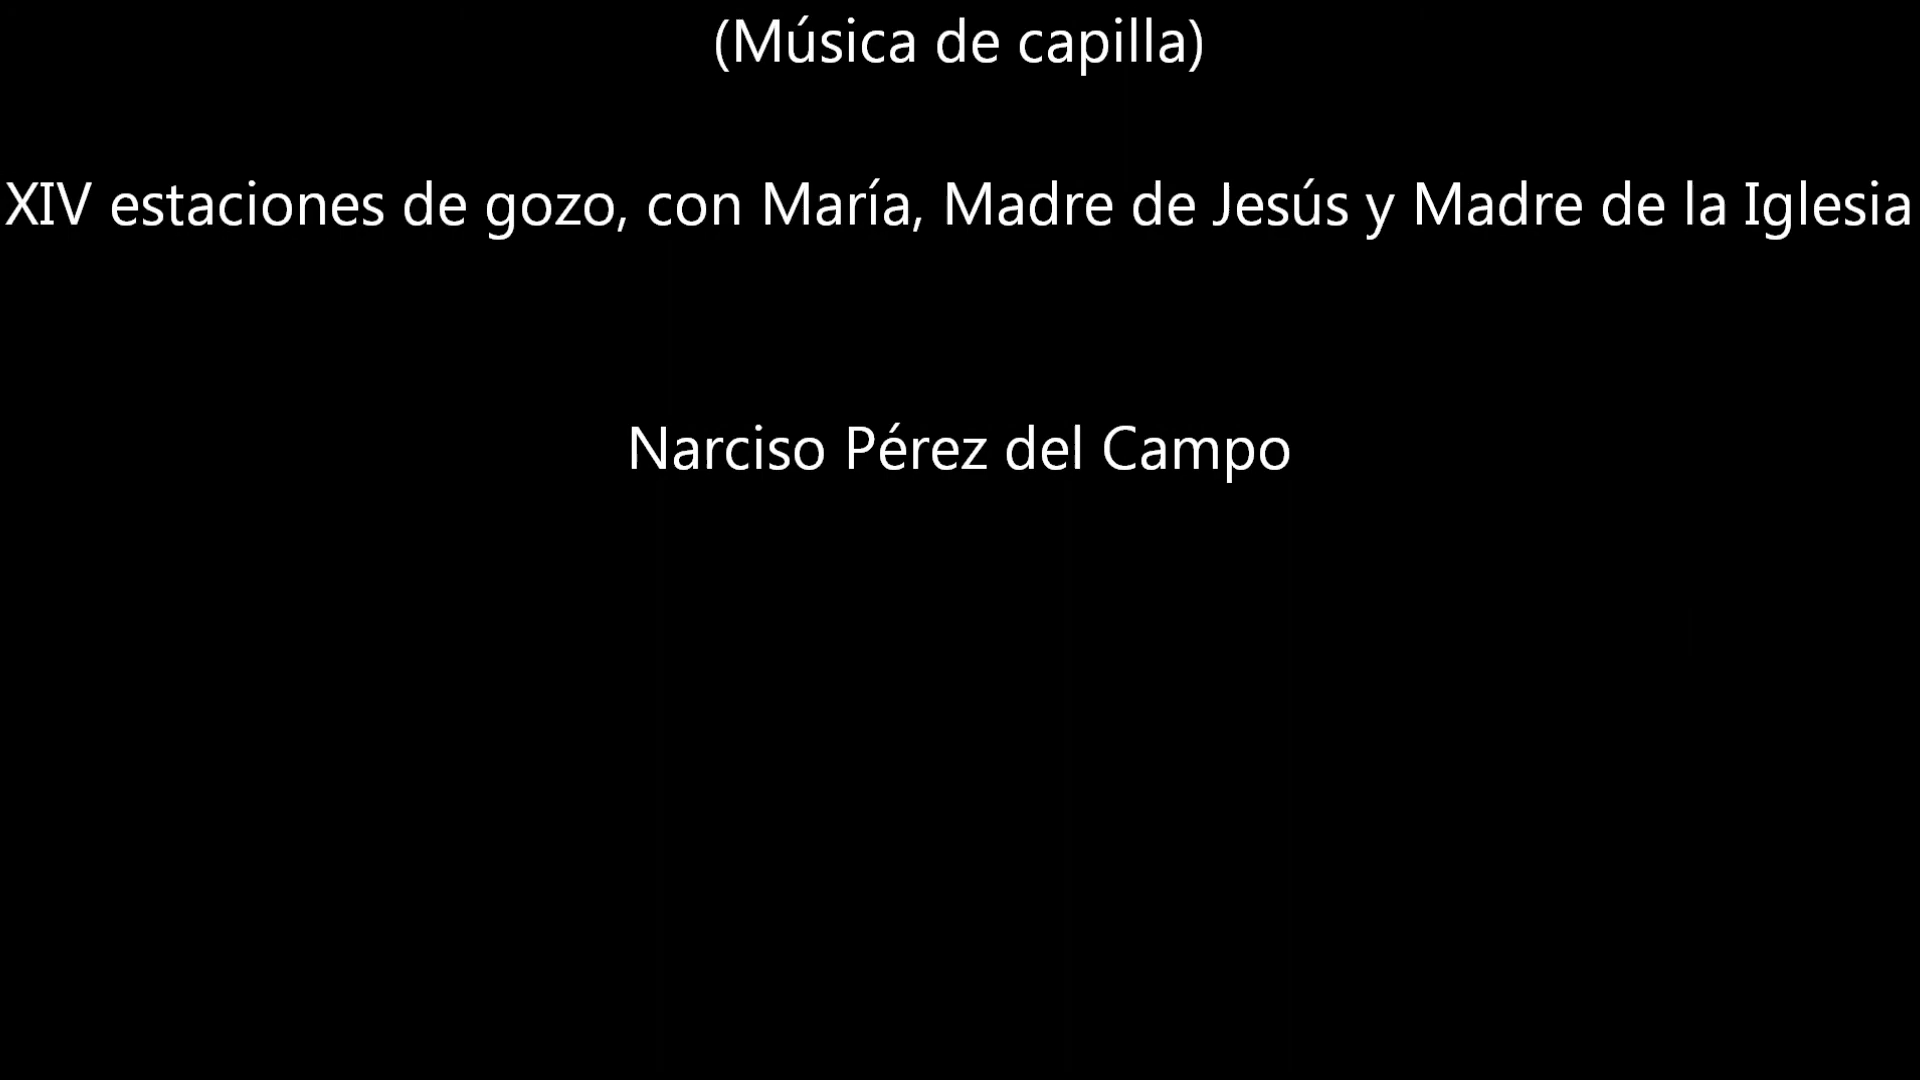 (Música de capilla)
XIV estaciones de gozo, con María, Madre de Jesús y Madre de la Iglesia
Narciso Pérez del Campo